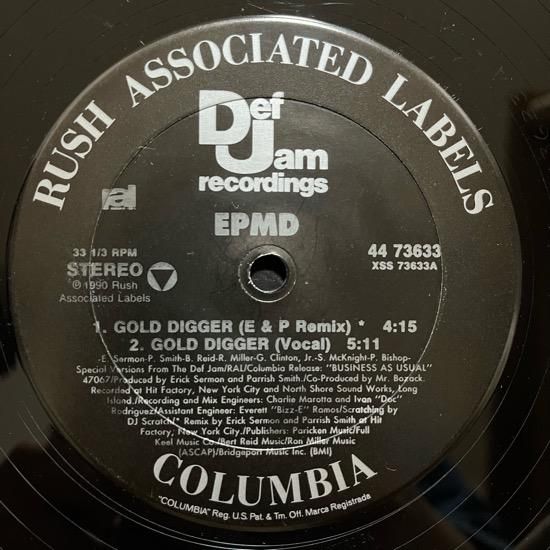 RUSH ASSOCIATED LABELS
Def
Jam
recordings
ral
EPMD
33 1/3 RPM
STEREO
℗ 1990 Rush
Associated Labels
44 73633
XSS 73633A
1. GOLD DIGGER (E & P Remix) * 4:15
2. GOLD DIGGER (Vocal) 5:11
-E. Sermon-P. Smith-B. Reid-R. Miller-G. Clinton, Jr.-S. McKnight-P. Bishop-
Special Versions From The Def Jam/RAL/Columbia Release: "BUSINESS AS USUAL"
47067/Produced by Erick Sermon and Parrish Smith./Co-Produced by Mr. Bozack.
Recorded at Hit Factory, New York City and North Shore Sound Works, Long
Island./Recording and Mix Engineers: Charlie Marotta and Ivan "Doc"
Rodriguez/Assistant Engineer: Everett "Bizz-E" Ramos/Scratching by
DJ Scratch/* Remix by Erick Sermon and Parrish Smith at Hit
Factory, New York City./Publishers: Paricken Music/Full
Keel Music Co./Bert Reid Music/Ron Miller Music
(ASCAP)/Bridgeport Music Inc. (BMI)
COLUMBIA
"COLUMBIA" Reg. U.S. Pat. & Tm. Off. Marca Registrada